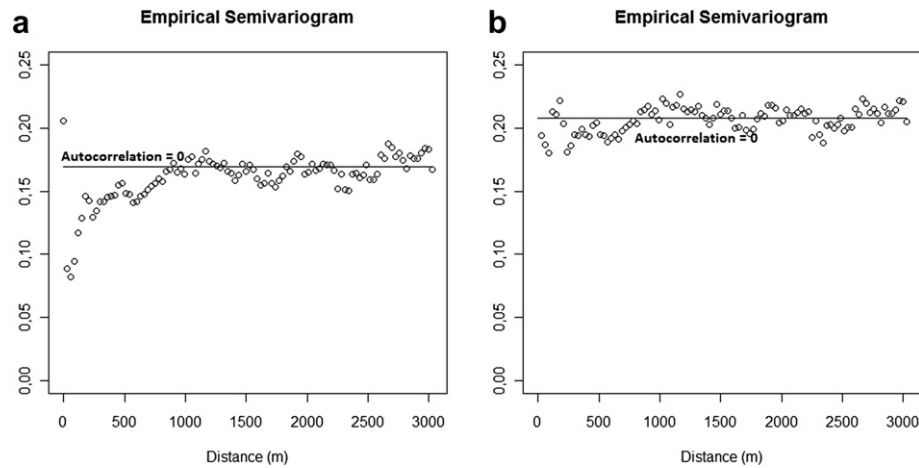 a
Empirical Semivariogram
0,25
0,20
0,15
0,10
0,05
0,00
Autocorrelation = 0
0 500 1000 1500 2000 2500 3000
Distance (m)
b
Empirical Semivariogram
0,25
0,20
0,15
0,10
0,05
0,00
Autocorrelation = 0
0 500 1000 1500 2000 2500 3000
Distance (m)